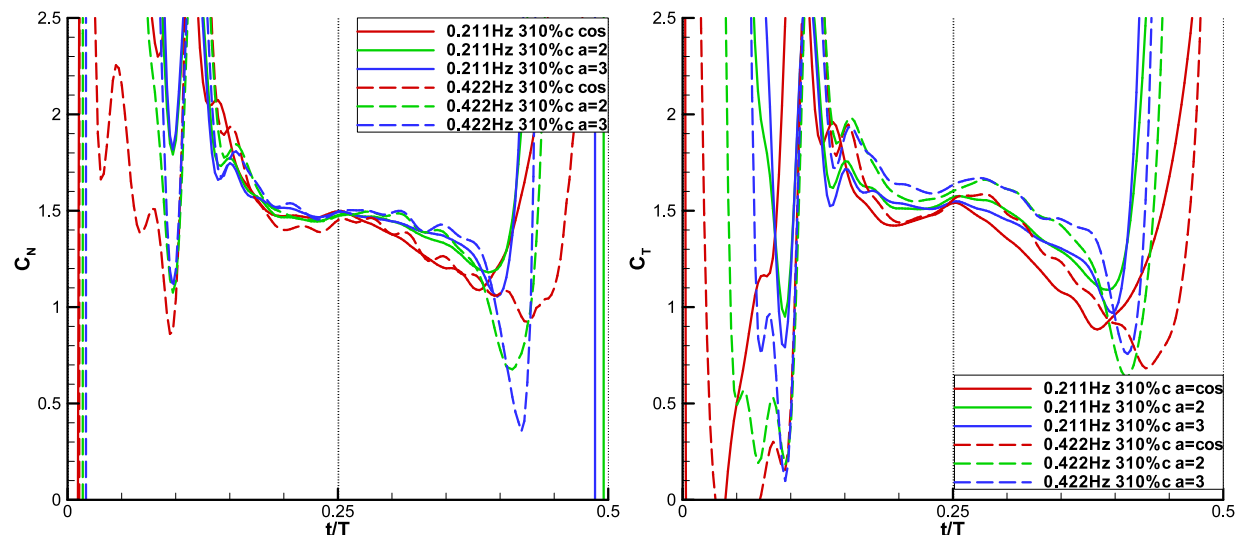 2.5
2
1.5
1
0.5
0
C_N
0
0.25
0.5
t/T
0.211Hz 310%c cos
0.211Hz 310%c a=2
0.211Hz 310%c a=3
0.422Hz 310%c cos
0.422Hz 310%c a=2
0.422Hz 310%c a=3
2.5
2
1.5
1
0.5
0
C_T
0
0.25
0.5
t/T
0.211Hz 310%c a=cos
0.211Hz 310%c a=2
0.211Hz 310%c a=3
0.422Hz 310%c a=cos
0.422Hz 310%c a=2
0.422Hz 310%c a=3